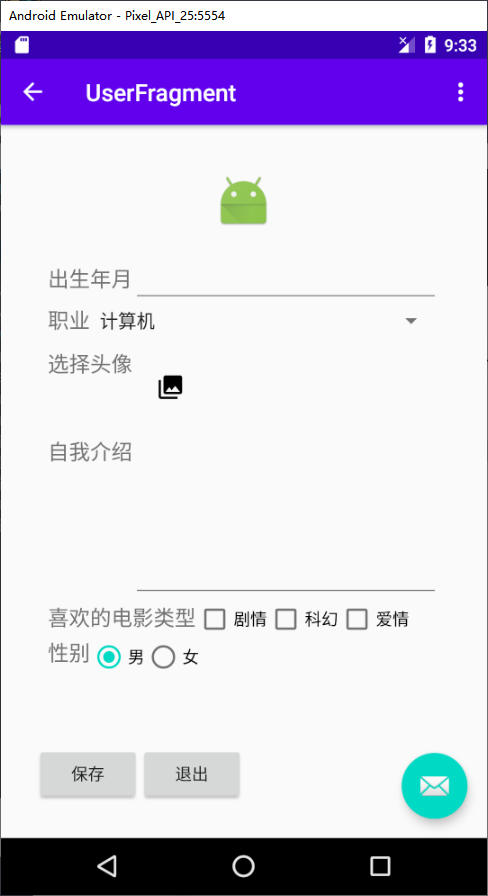 Android Emulator - Pixel_API_25:5554
9:33
UserFragment
出生年月
职业 计算机
选择头像
自我介绍
喜欢的电影类型 剧情 科幻 爱情
性别 男 女
保存 退出